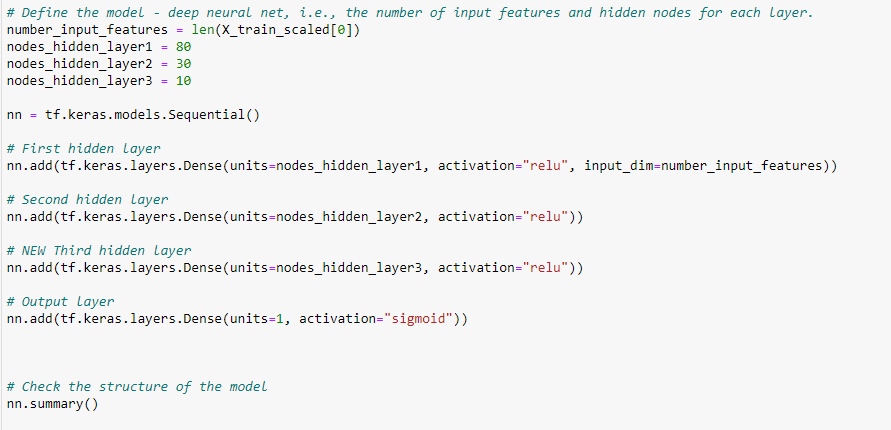 # Define the model - deep neural net, i.e., the number of input features and hidden nodes for each layer.
number_input_features = len(X_train_scaled[0])
nodes_hidden_layer1 = 80
nodes_hidden_layer2 = 30
nodes_hidden_layer3 = 10
nn = tf.keras.models.Sequential()
# First hidden layer
nn.add(tf.keras.layers.Dense(units=nodes_hidden_layer1, activation="relu", input_dim=number_input_features))
# Second hidden layer
nn.add(tf.keras.layers.Dense(units=nodes_hidden_layer2, activation="relu"))
# NEW Third hidden layer
nn.add(tf.keras.layers.Dense(units=nodes_hidden_layer3, activation="relu"))
# Output layer
nn.add(tf.keras.layers.Dense(units=1, activation="sigmoid"))
# Check the structure of the model
nn.summary()